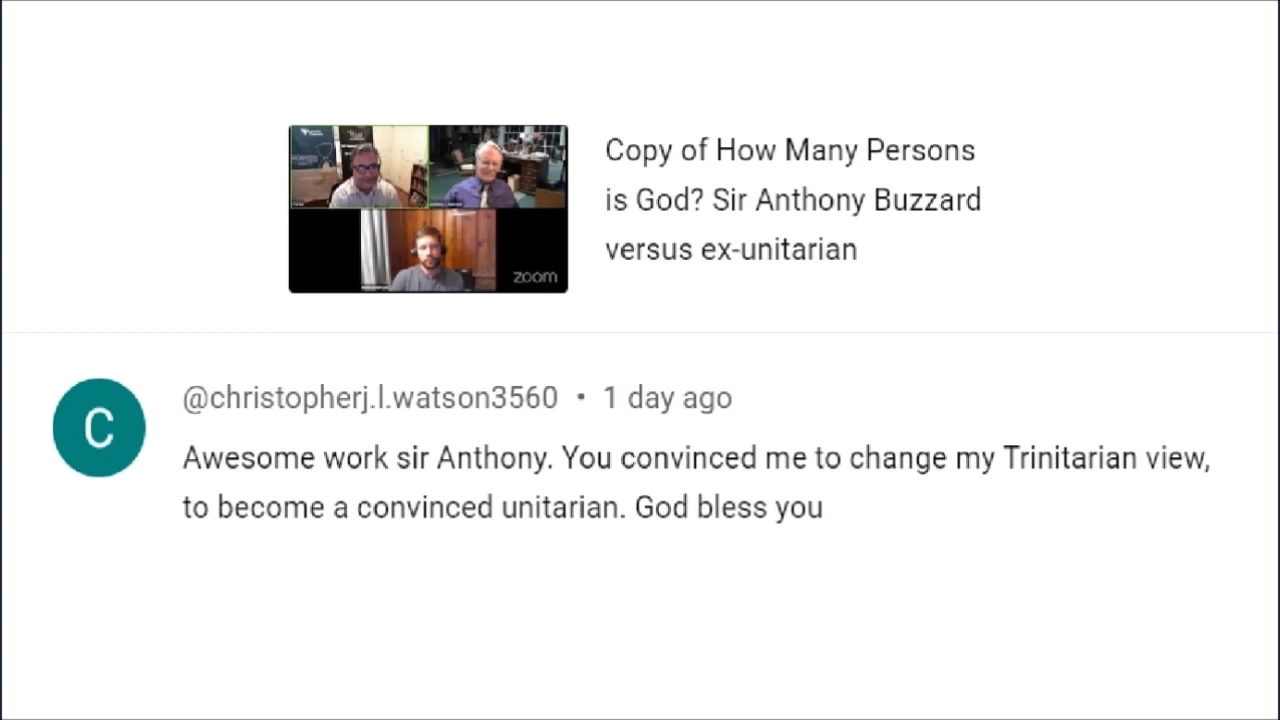 Copy of How Many Persons
is God? Sir Anthony Buzzard
versus ex-unitarian
zoom
@christopherj.l.watson3560 • 1 day ago
C
Awesome work sir Anthony. You convinced me to change my Trinitarian view,
to become a convinced unitarian. God bless you